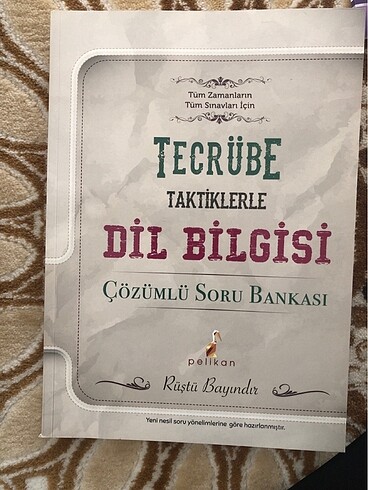 Tüm Zamanların
Tüm Sınavları İçin
TECRÜBE
TAKTİKLERLE
DİL BİLGİSİ
ÇÖZÜMLÜ SORU BANKASI
pelikan
Rüştü Bayındır
Yeni nesil soru yönelimlerine göre hazırlanmıştır.